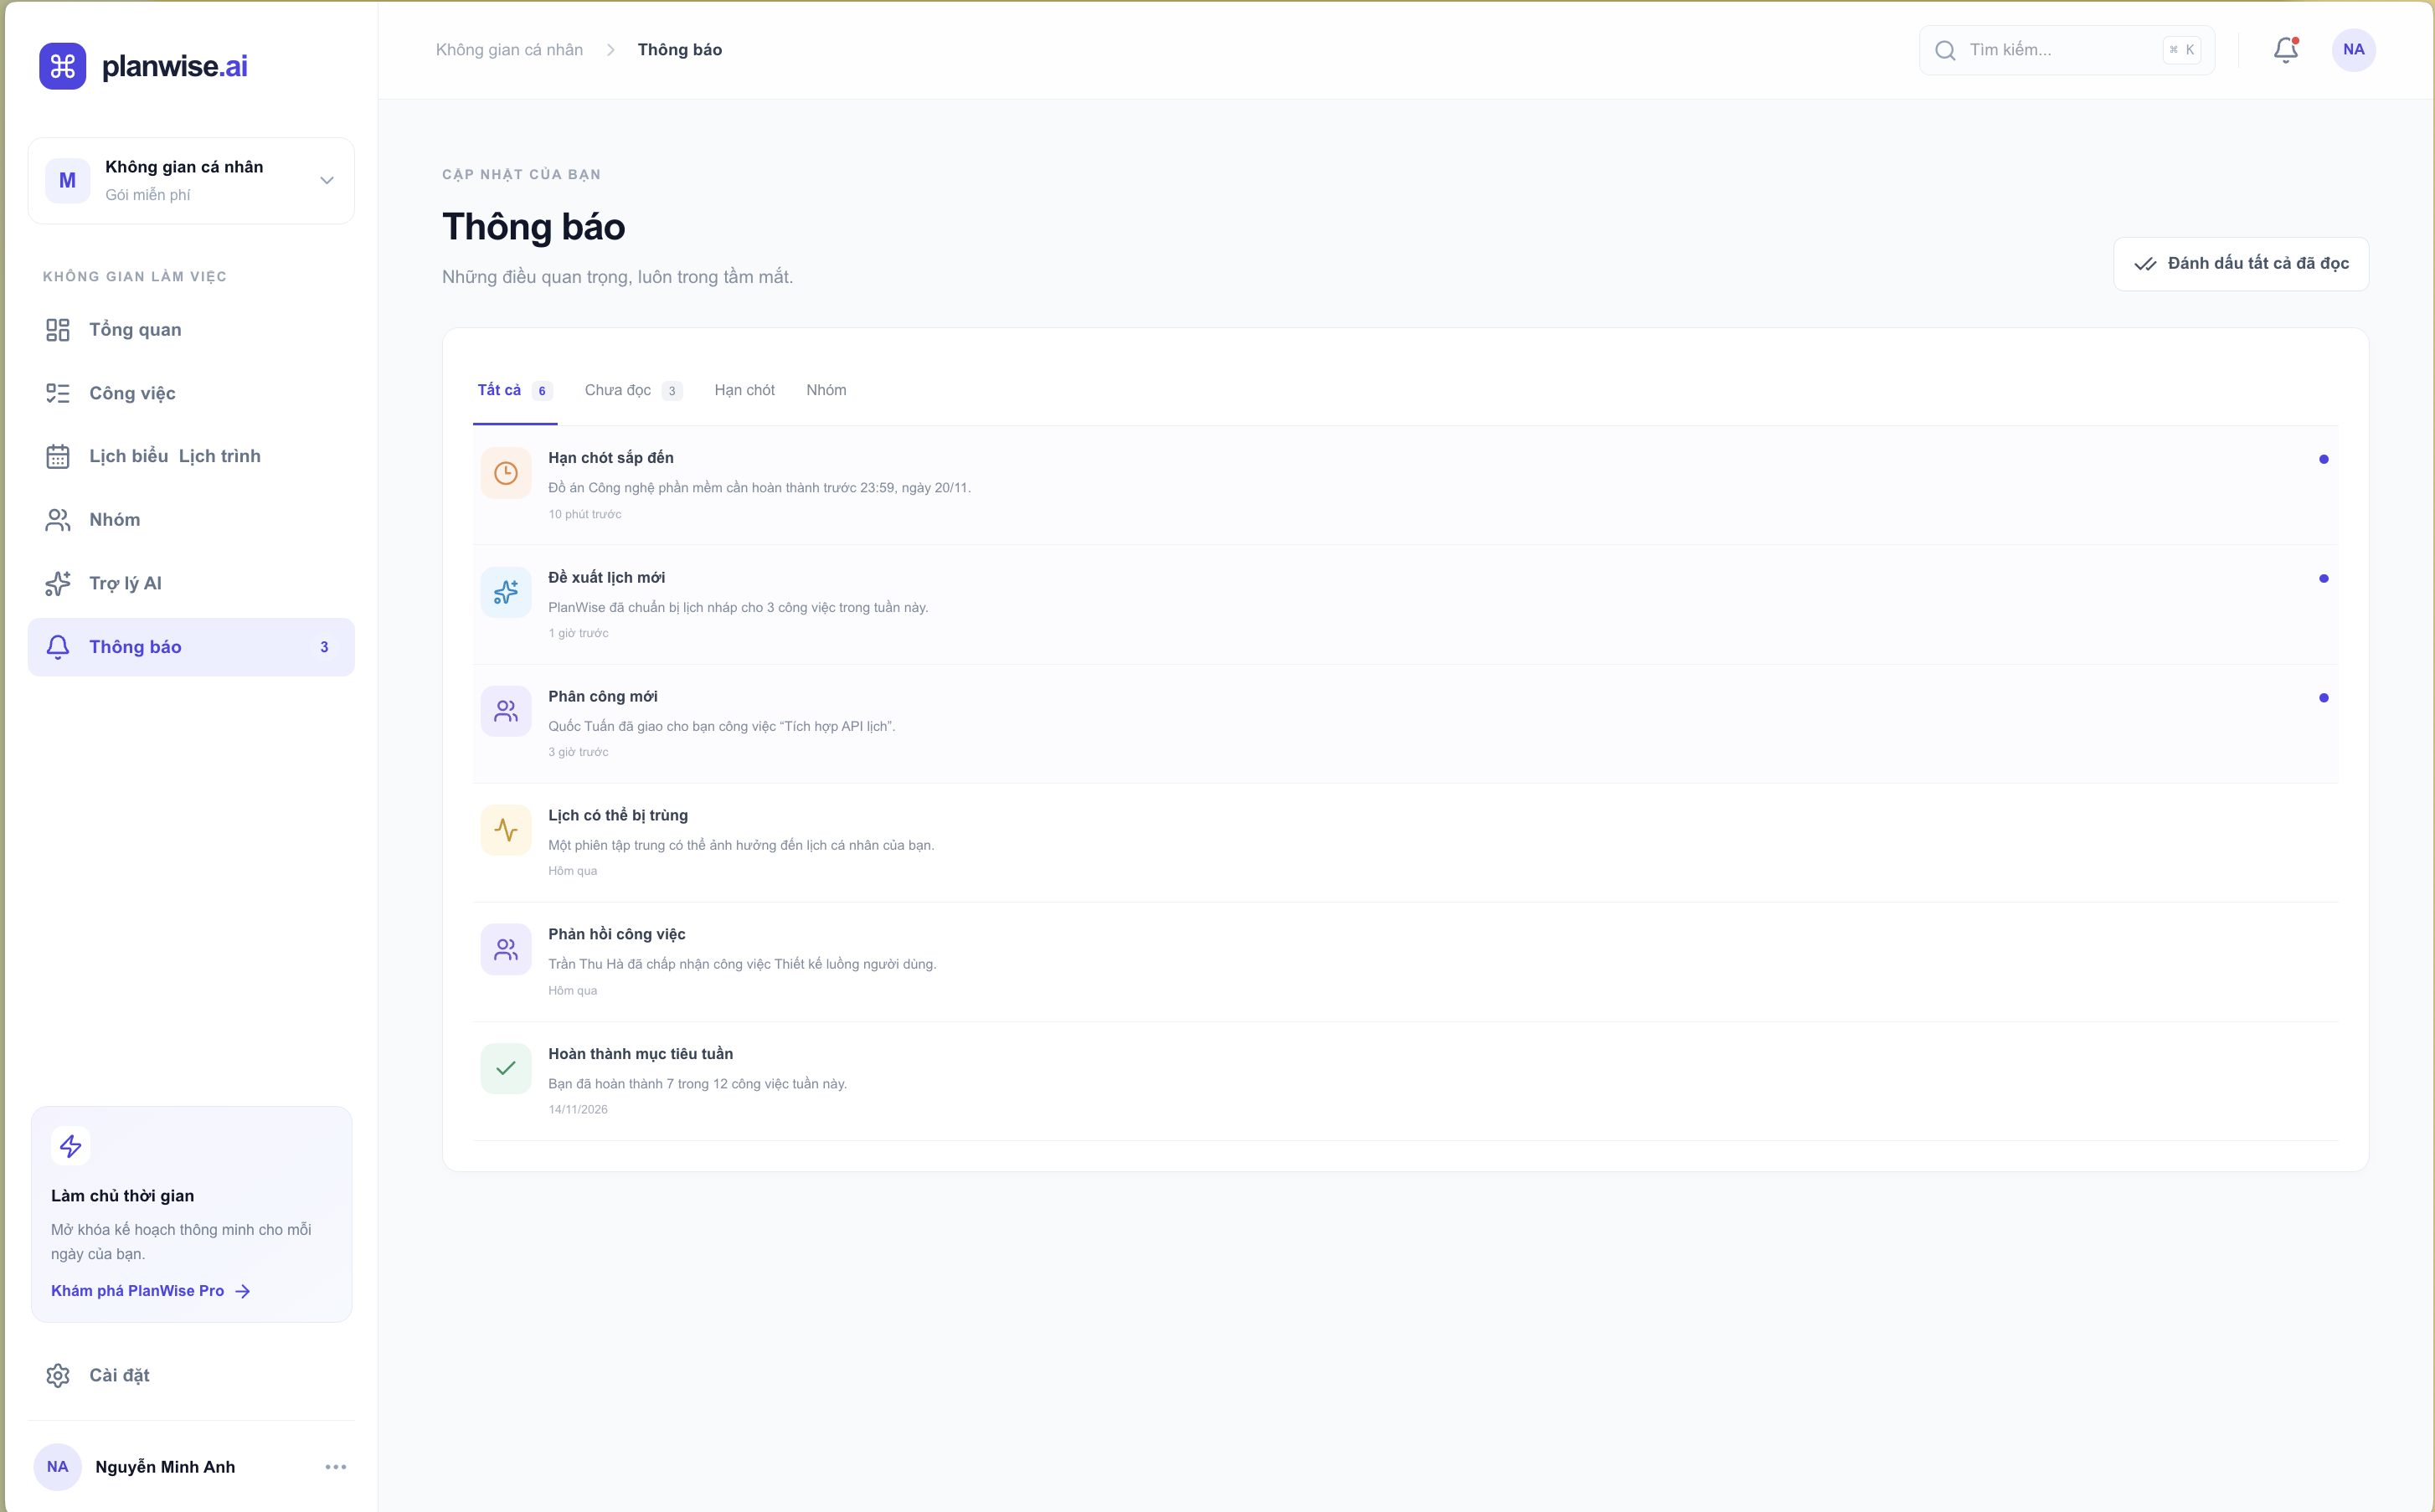 planwise.ai
Không gian cá nhân
Thông báo
Tìm kiếm...
⌘ K
NA
M
Không gian cá nhân
Gói miễn phí
KHÔNG GIAN LÀM VIỆC
Tổng quan
Công việc
Lịch biểu Lịch trình
Nhóm
Trợ lý AI
Thông báo 3
Làm chủ thời gian
Mở khóa kế hoạch thông minh cho mỗi
ngày của bạn.
Khám phá PlanWise Pro
Cài đặt
NA
Nguyễn Minh Anh
CẬP NHẬT CỦA BẠN
Thông báo
Những điều quan trọng, luôn trong tầm mắt.
Đánh dấu tất cả đã đọc
Tất cả 6 Chưa đọc 3 Hạn chót Nhóm
Hạn chót sắp đến
Đồ án Công nghệ phần mềm cần hoàn thành trước 23:59, ngày 20/11.
10 phút trước
Đề xuất lịch mới
PlanWise đã chuẩn bị lịch nháp cho 3 công việc trong tuần này.
1 giờ trước
Phân công mới
Quốc Tuấn đã giao cho bạn công việc “Tích hợp API lịch”.
3 giờ trước
Lịch có thể bị trùng
Một phiên tập trung có thể ảnh hưởng đến lịch cá nhân của bạn.
Hôm qua
Phản hồi công việc
Trần Thu Hà đã chấp nhận công việc Thiết kế luồng người dùng.
Hôm qua
Hoàn thành mục tiêu tuần
Bạn đã hoàn thành 7 trong 12 công việc tuần này.
14/11/2026